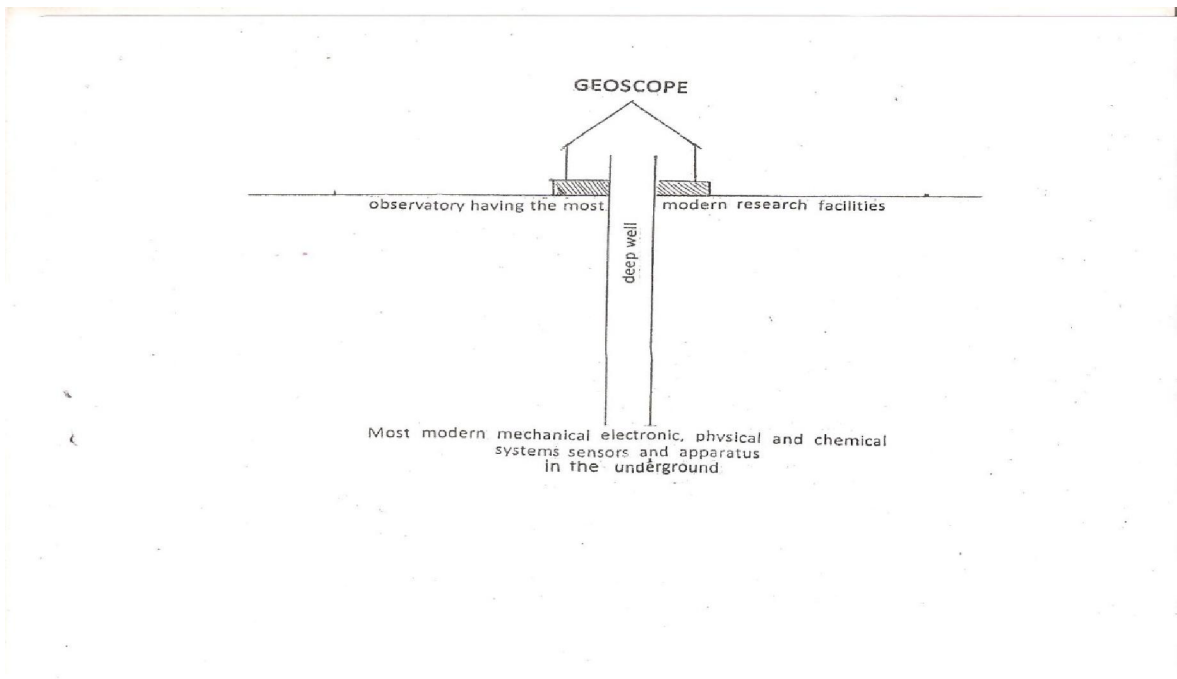 GEOSCOPE
observatory having the most modern research facilities
deep well
Most modern mechanical electronic, physical and chemical
systems sensors and apparatus
in the underground